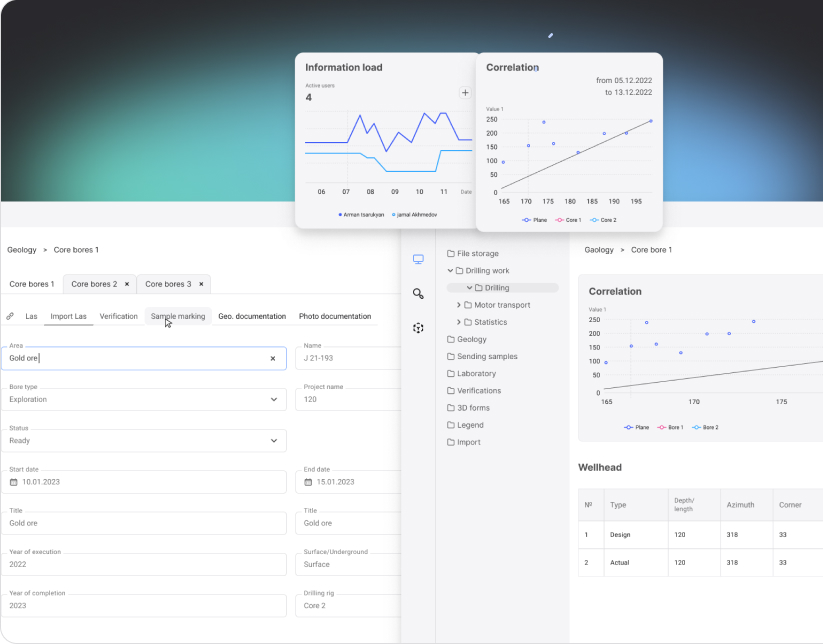 Information load
Active users
4
06 07 08 09 10 11 Date
Arman tsarukyan jamal Akhmedov
Correlation
from 05.12.2022
to 13.12.2022
Value 1
250
200
150
100
50
0
165 170 175 180 185 190 195
Plane Core 1 Core 2
Geology > Core bores 1
Core bores 1 Core bores 2 × Core bores 3 ×
Las Import Las Verification Sample marking Geo. documentation Photo documentation
Area
Gold ore
Name
J 21-193
Bore type
Exploration
Project name
120
Status
Ready
Start date
10.01.2023
End date
15.01.2023
Title
Gold ore
Title
Gold ore
Year of execution
2022
Surface/Underground
Surface
Year of completion
2023
Drilling rig
Core 2
File storage
Drilling work
Drilling
Motor transport
Statistics
Geology
Sending samples
Laboratory
Verifications
3D forms
Legend
Import
Gaology > Core bore 1
Correlation
Value 1
250
200
150
100
50
0
165 170 175
Plane Bore 1 Bore 2
Wellhead
Nº Type Depth/
length Azimuth Corner
1 Design 120 318 33
2 Actual 120 318 33